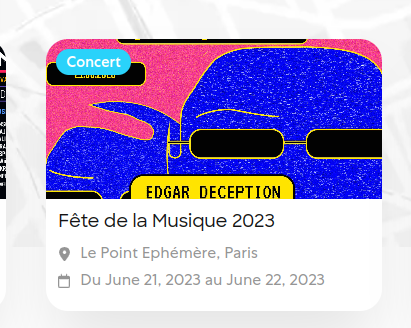 Concert
EDGAR DECEPTION
Fête de la Musique 2023
Le Point Ephémère, Paris
Du June 21, 2023 au June 22, 2023